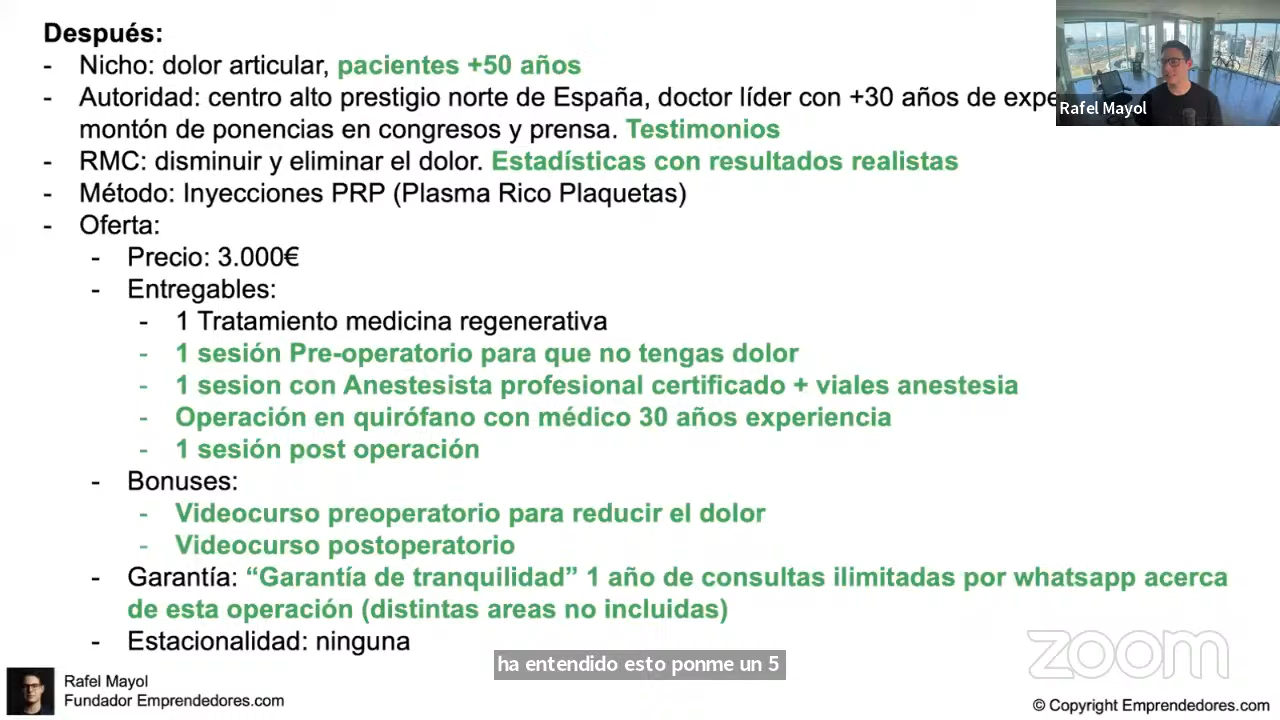 Después:
- Nicho: dolor articular, pacientes +50 años
- Autoridad: centro alto prestigio norte de España, doctor líder con +30 años de
montón de ponencias en congresos y prensa. Testimonios
- RMC: disminuir y eliminar el dolor. Estadísticas con resultados realistas
- Método: Inyecciones PRP (Plasma Rico Plaquetas)
- Oferta:
- Precio: 3.000€
- Entregables:
- 1 Tratamiento medicina regenerativa
- 1 sesión Pre-operatorio para que no tengas dolor
- 1 sesion con Anestesista profesional certificado + viales anestesia
- Operación en quirófano con médico 30 años experiencia
- 1 sesión post operación
- Bonuses:
- Videocurso preoperatorio para reducir el dolor
- Videocurso postoperatorio
- Garantía: “Garantía de tranquilidad” 1 año de consultas ilimitadas por whatsapp acerca
de esta operación (distintas areas no incluidas)
- Estacionalidad: ninguna
Rafel Mayol
ha entendido esto ponme un 5
zoom
Rafel Mayol
Fundador Emprendedores.com
© Copyright Emprendedores.com